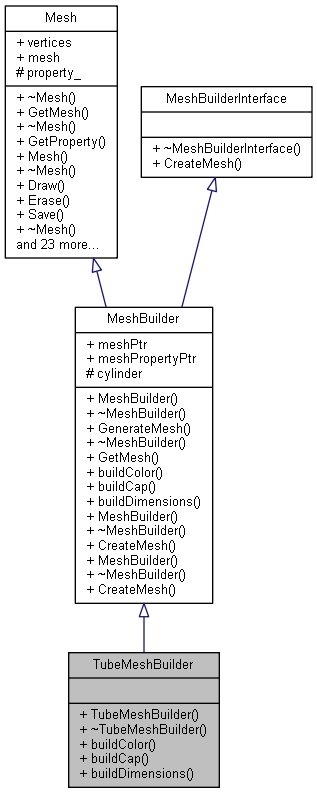 Mesh
+ vertices
+ mesh
# property_
+ ~Mesh()
+ GetMesh()
+ ~Mesh()
+ GetProperty()
+ Mesh()
+ ~Mesh()
+ Draw()
+ Erase()
+ Save()
+ ~Mesh()
and 23 more...
MeshBuilderInterface
+ ~MeshBuilderInterface()
+ CreateMesh()
MeshBuilder
+ meshPtr
+ meshPropertyPtr
# cylinder
+ MeshBuilder()
+ ~MeshBuilder()
+ GenerateMesh()
+ ~MeshBuilder()
+ GetMesh()
+ buildColor()
+ buildCap()
+ buildDimensions()
+ MeshBuilder()
+ ~MeshBuilder()
+ CreateMesh()
+ MeshBuilder()
+ ~MeshBuilder()
+ CreateMesh()
TubeMeshBuilder
+ TubeMeshBuilder()
+ ~TubeMeshBuilder()
+ buildColor()
+ buildCap()
+ buildDimensions()